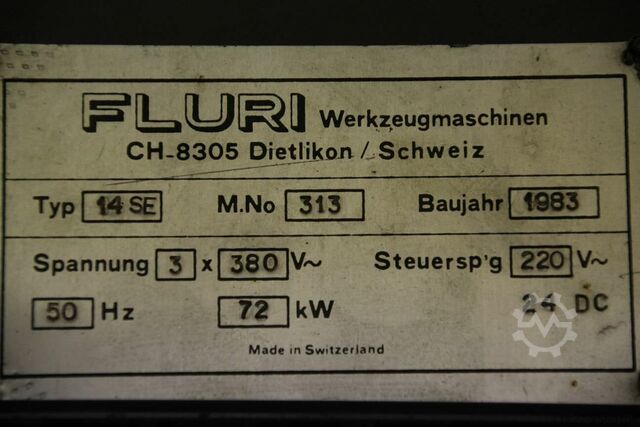 FLURI Werkzeugmaschinen
CH-8305 Dietlikon / Schweiz
Typ 14 SE M.No 313 Baujahr 1983
Spannung 3 x 380 V~ Steuersp'g 220 V~
50 Hz 72 kW 24 DC
Made in Switzerland